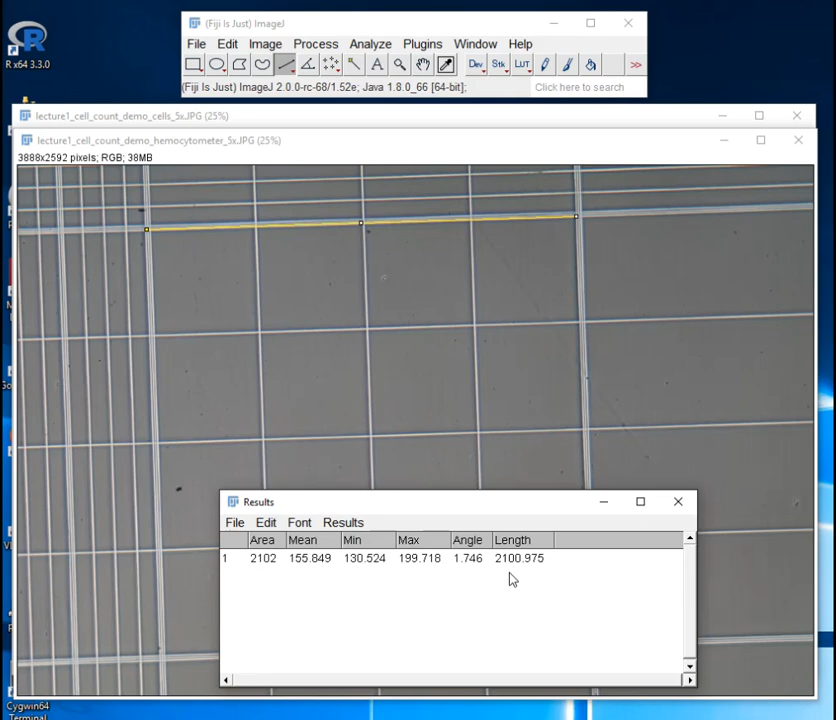 R x64 3.3.0
(Fiji Is Just) ImageJ
File Edit Image Process Analyze Plugins Window Help
A Dev Stk LUT >>
(Fiji Is Just) ImageJ 2.0.0-rc-68/1.52e; Java 1.8.0_66 [64-bit];
Click here to search
lecture1_cell_count_demo_cells_5x.JPG (25%)
lecture1_cell_count_demo_hemocytometer_5x.JPG (25%)
3888x2592 pixels; RGB; 38MB
Results
File Edit Font Results
Area Mean Min Max Angle Length
1 2102 155.849 130.524 199.718 1.746 2100.975
Cygwin64
Terminal